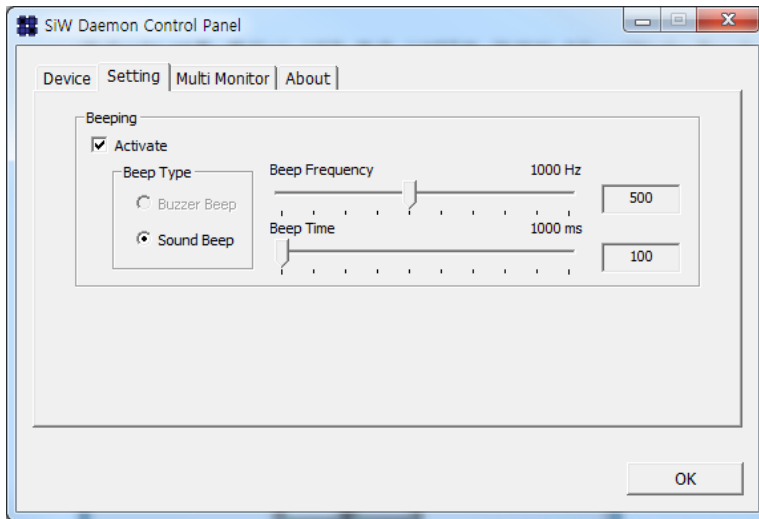 SiW Daemon Control Panel
Device Setting Multi Monitor About
Beeping
Activate
Beep Type
Buzzer Beep
Sound Beep
Beep Frequency 1000 Hz
500
Beep Time 1000 ms
100
OK